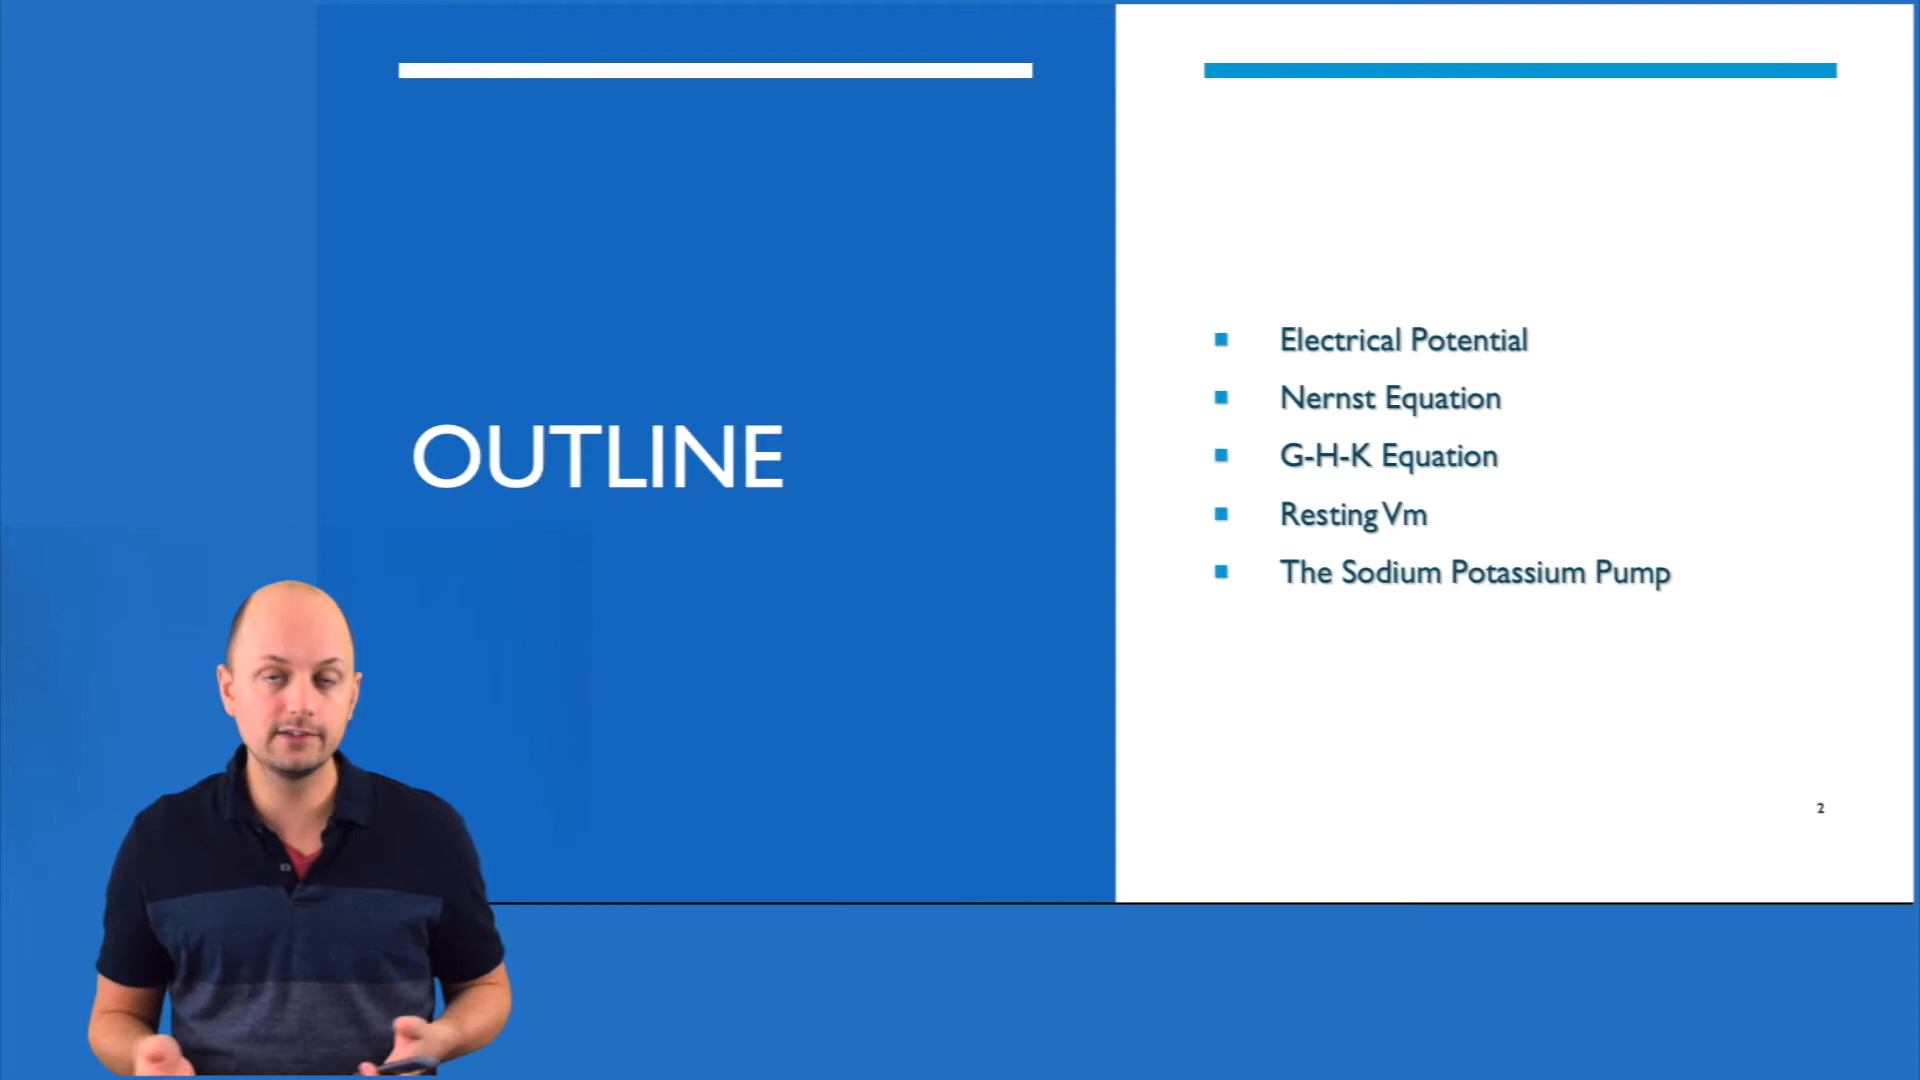 OUTLINE
Electrical Potential
Nernst Equation
G-H-K Equation
Resting Vm
The Sodium Potassium Pump
2